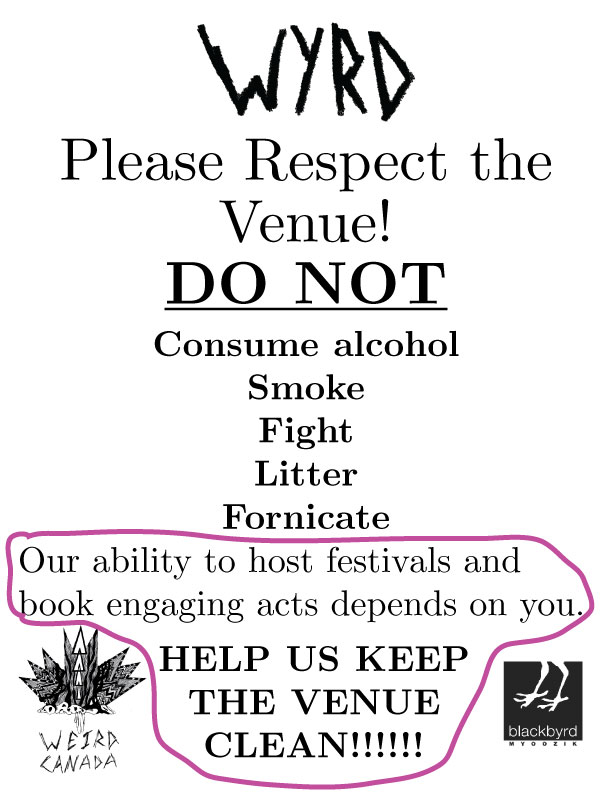 WYRD
Please Respect the
Venue!
DO NOT
Consume alcohol
Smoke
Fight
Litter
Fornicate
Our ability to host festivals and
book engaging acts depends on you.
HELP US KEEP
THE VENUE
CLEAN!!!!!!
WEIRD
CANADA
blackbyrd
MYOOZIK